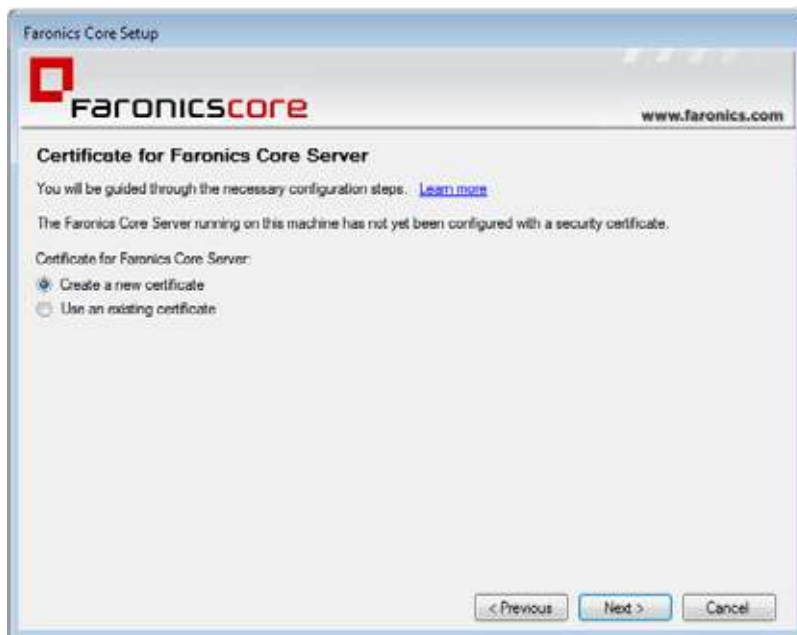 Faronics Core Setup
FARONICSCORE
www.faronics.com
Certificate for Faronics Core Server
You will be guided through the necessary configuration steps. Learn more
The Faronics Core Server running on this machine has not yet been configured with a security certificate.
Certificate for Faronics Core Server:
Create a new certificate
Use an existing certificate
< Previous
Next >
Cancel